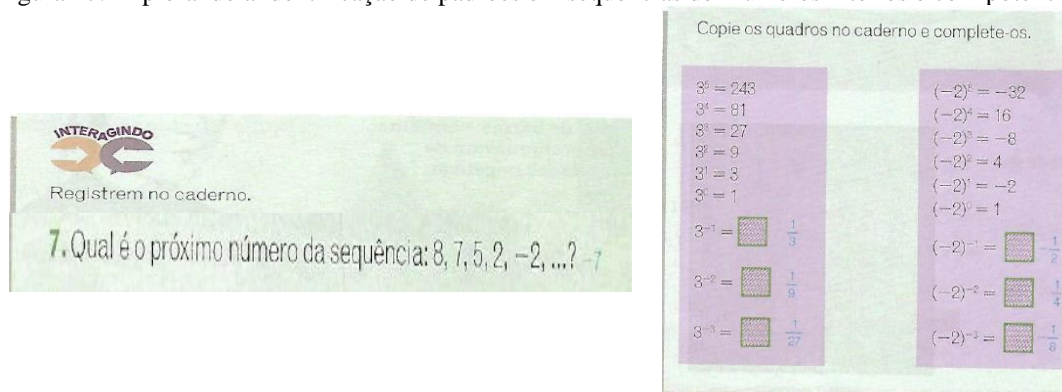 INTERAGINDO
Registrem no caderno.
7. Qual é o próximo número da sequência: 8, 7, 5, 2, −2, ...? −7
Copie os quadros no caderno e complete-os.
3⁵ = 243
3⁴ = 81
3³ = 27
3² = 9
3¹ = 3
3⁰ = 1
3⁻¹ = 1/3
3⁻² = 1/9
3⁻³ = 1/27
(−2)⁵ = −32
(−2)⁴ = 16
(−2)³ = −8
(−2)² = 4
(−2)¹ = −2
(−2)⁰ = 1
(−2)⁻¹ = −1/2
(−2)⁻² = 1/4
(−2)⁻³ = −1/8